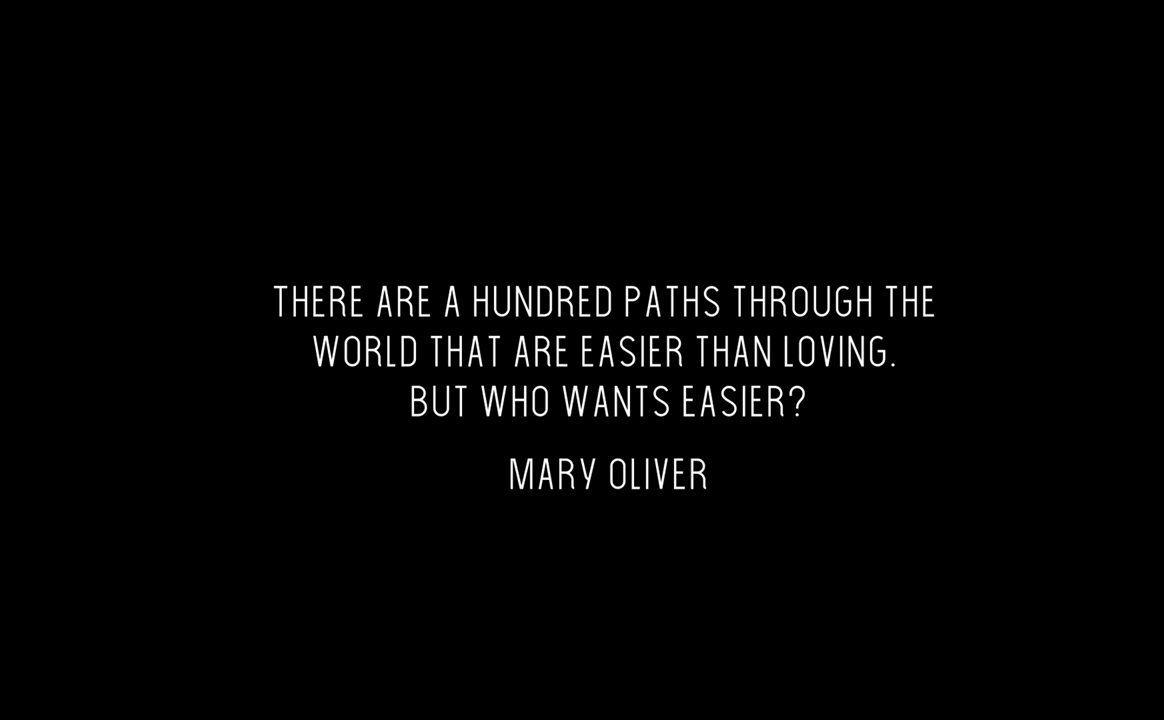 THERE ARE A HUNDRED PATHS THROUGH THE
WORLD THAT ARE EASIER THAN LOVING.
BUT WHO WANTS EASIER?
MARY OLIVER